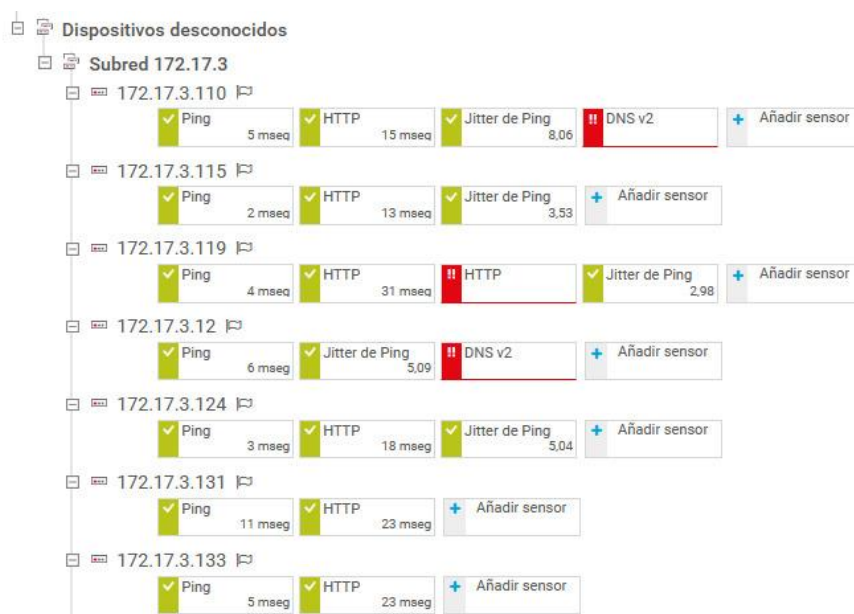 Dispositivos desconocidos
Subred 172.17.3
172.17.3.110
Ping HTTP Jitter de Ping DNS v2 Añadir sensor
5 mseg 15 mseg 8,06
172.17.3.115
Ping HTTP Jitter de Ping Añadir sensor
2 mseg 13 mseg 3,53
172.17.3.119
Ping HTTP HTTP Jitter de Ping Añadir sensor
4 mseg 31 mseg 2,98
172.17.3.12
Ping Jitter de Ping DNS v2 Añadir sensor
6 mseg 5,09
172.17.3.124
Ping HTTP Jitter de Ping Añadir sensor
3 mseg 18 mseg 5,04
172.17.3.131
Ping HTTP Añadir sensor
11 mseg 23 mseg
172.17.3.133
Ping HTTP Añadir sensor
5 mseg 23 mseg